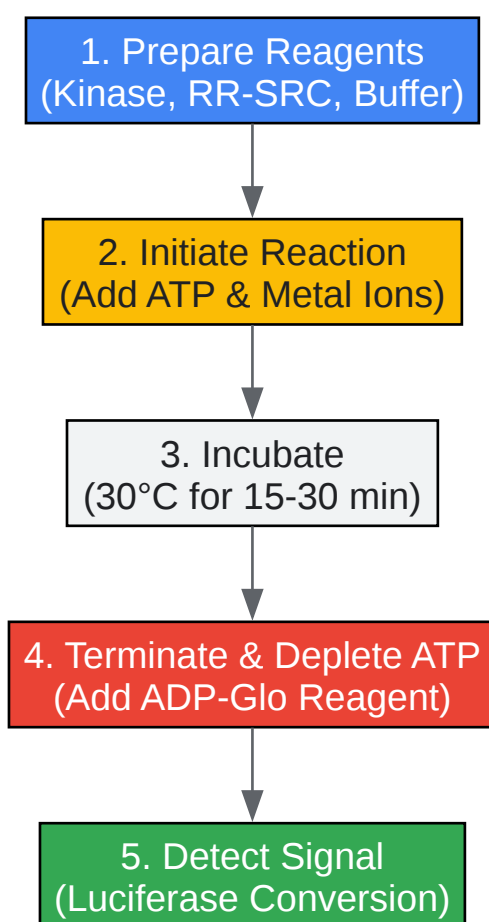 1. Prepare Reagents
(Kinase, RR-SRC, Buffer)
2. Initiate Reaction
(Add ATP & Metal Ions)
3. Incubate
(30°C for 15-30 min)
4. Terminate & Deplete ATP
(Add ADP-Glo Reagent)
5. Detect Signal
(Luciferase Conversion)